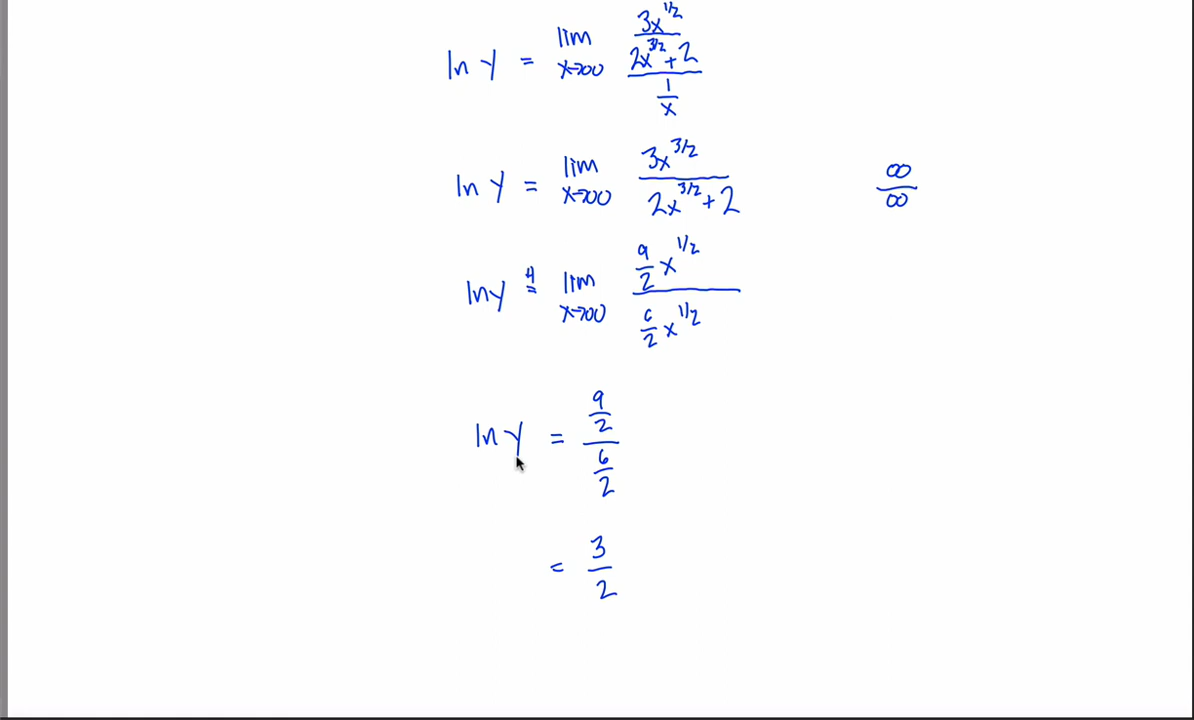 ln y = lim x→∞ (3x^1/2 / (2x^3/2 + 2)) / (1/x)
ln y = lim x→∞ 3x^3/2 / (2x^3/2 + 2)    ∞/∞
ln y =^H lim x→∞ (9/2 x^1/2) / (6/2 x^1/2)
ln y = (9/2) / (6/2)
= 3/2